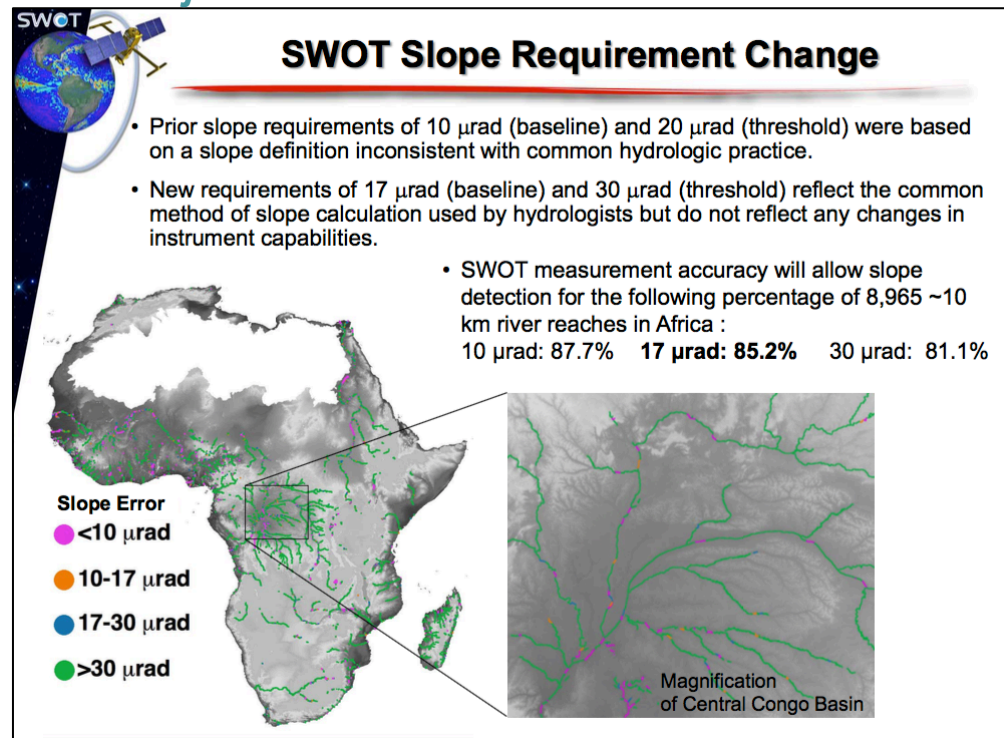 SWOT
SWOT Slope Requirement Change
• Prior slope requirements of 10 µrad (baseline) and 20 µrad (threshold) were based
on a slope definition inconsistent with common hydrologic practice.
• New requirements of 17 µrad (baseline) and 30 µrad (threshold) reflect the common
method of slope calculation used by hydrologists but do not reflect any changes in
instrument capabilities.
• SWOT measurement accuracy will allow slope
detection for the following percentage of 8,965 ~10
km river reaches in Africa :
10 µrad: 87.7% 17 µrad: 85.2% 30 µrad: 81.1%
Slope Error
<10 µrad
10-17 µrad
17-30 µrad
>30 µrad
Magnification
of Central Congo Basin